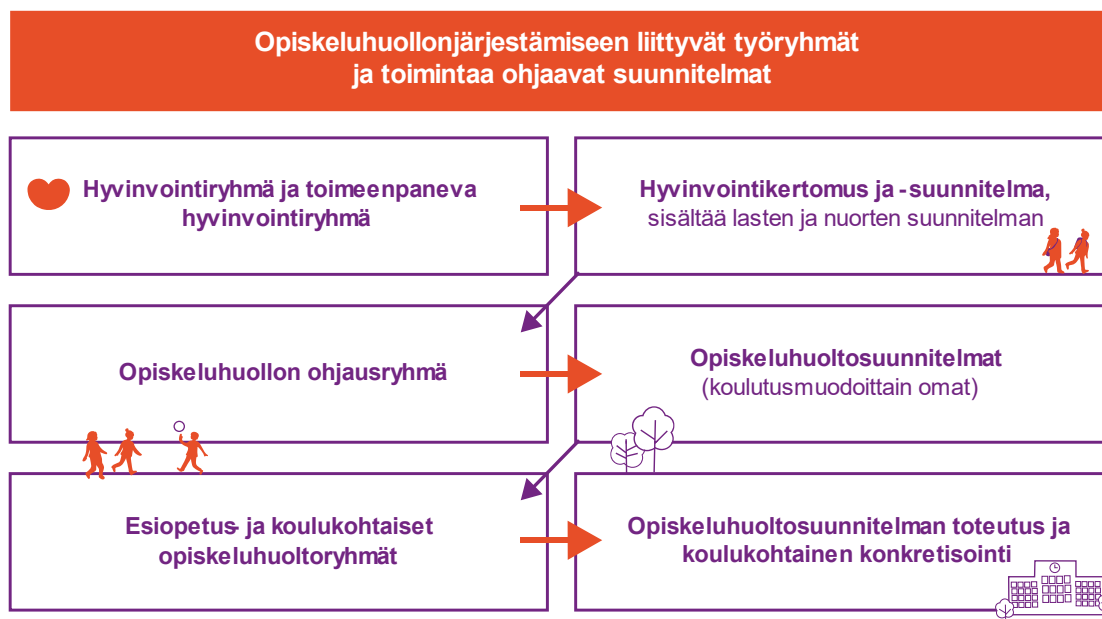 Opiskeluhuollonjärjestämiseen liittyvät työryhmät
ja toimintaa ohjaavat suunnitelmat
Hyvinvointiryhmä ja toimeenpaneva
hyvinvointiryhmä
Hyvinvointikertomus ja -suunnitelma,
sisältää lasten ja nuorten suunnitelman
Opiskeluhuollon ohjausryhmä
Opiskeluhuoltosuunnitelmat
(koulutusmuodoittain omat)
Esiopetus- ja koulukohtaiset
opiskeluhuoltoryhmät
Opiskeluhuoltosuunnitelman toteutus ja
koulukohtainen konkretisointi